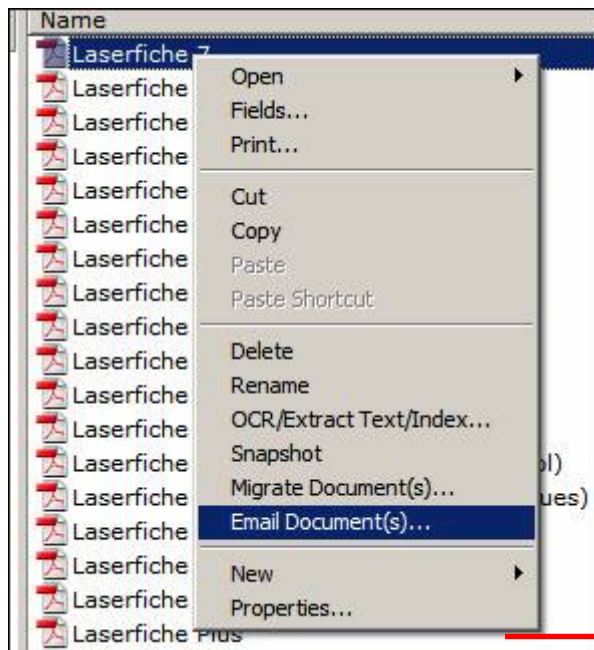 Name
Laserfiche 7
Laserfiche
Laserfiche
Laserfiche
Laserfiche
Laserfiche
Laserfiche
Laserfiche
Laserfiche
Laserfiche
Laserfiche
Laserfiche
Laserfiche ol)
Laserfiche ues)
Laserfiche
Laserfiche
Laserfiche
Laserfiche Plus
Open
Fields...
Print...
Cut
Copy
Paste
Paste Shortcut
Delete
Rename
OCR/Extract Text/Index...
Snapshot
Migrate Document(s)...
Email Document(s)...
New
Properties...